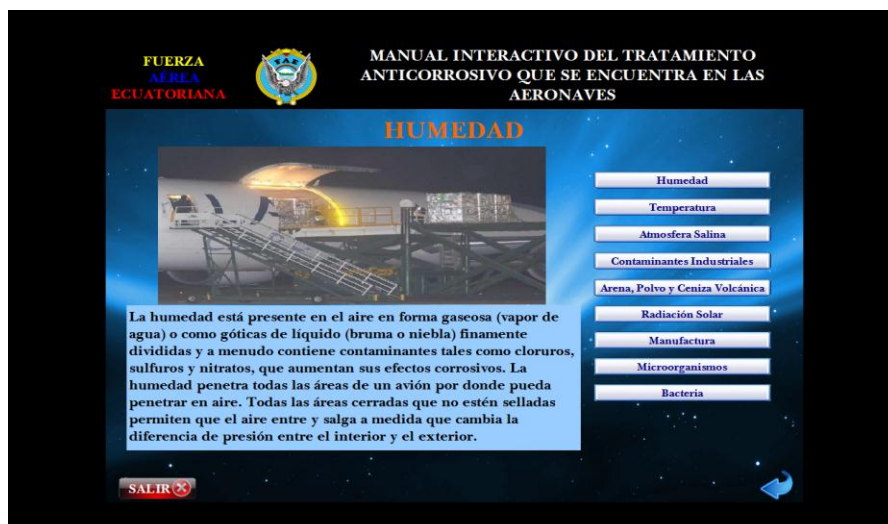 FUERZA
AÉREA
ECUATORIANA
FAE
MANUAL INTERACTIVO DEL TRATAMIENTO
ANTICORROSIVO QUE SE ENCUENTRA EN LAS
AERONAVES
HUMEDAD
La humedad está presente en el aire en forma gaseosa (vapor de
agua) o como góticas de líquido (bruma o niebla) finamente
divididas y a menudo contiene contaminantes tales como cloruros,
sulfuros y nitratos, que aumentan sus efectos corrosivos. La
humedad penetra todas las áreas de un avión por donde pueda
penetrar en aire. Todas las áreas cerradas que no estén selladas
permiten que el aire entre y salga a medida que cambia la
diferencia de presión entre el interior y el exterior.
Humedad
Temperatura
Atmosfera Salina
Contaminantes Industriales
Arena, Polvo y Ceniza Volcánica
Radiación Solar
Manufactura
Microorganismos
Bacteria
SALIR